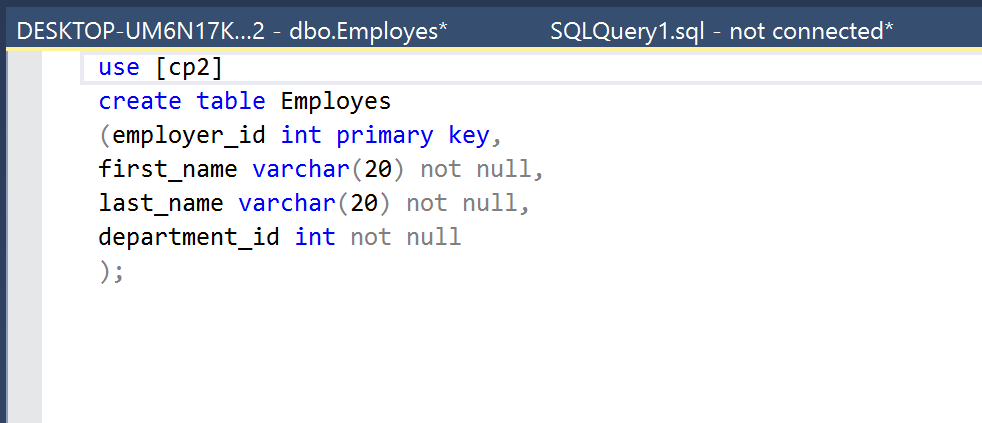 DESKTOP-UM6N17K...2 - dbo.Employes* SQLQuery1.sql - not connected*
use [cp2]
create table Employes
(employer_id int primary key,
first_name varchar(20) not null,
last_name varchar(20) not null,
department_id int not null
);